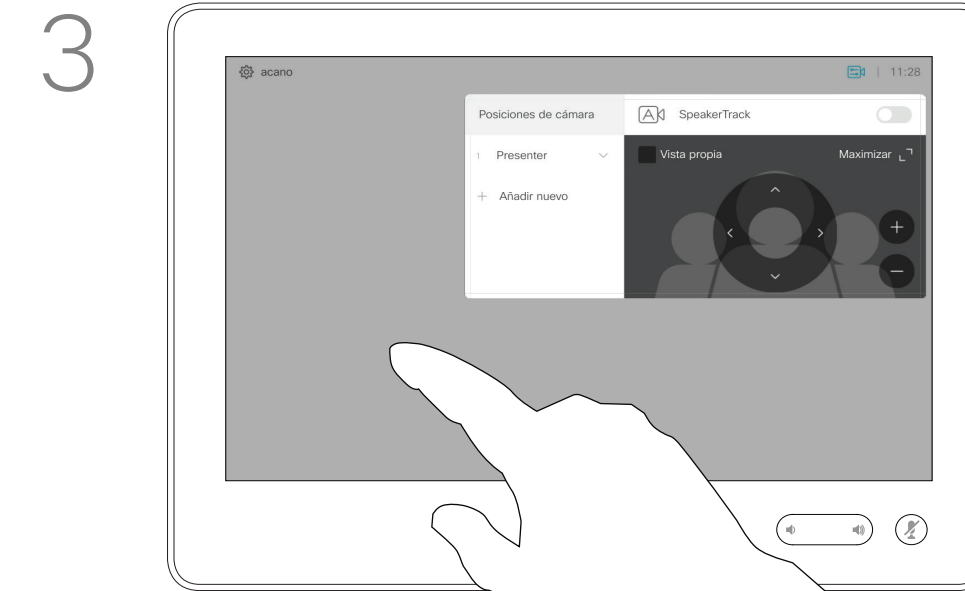 3
acano
11:28
Posiciones de cámara
SpeakerTrack
1 Presenter
Vista propia
Maximizar
+ Añadir nuevo